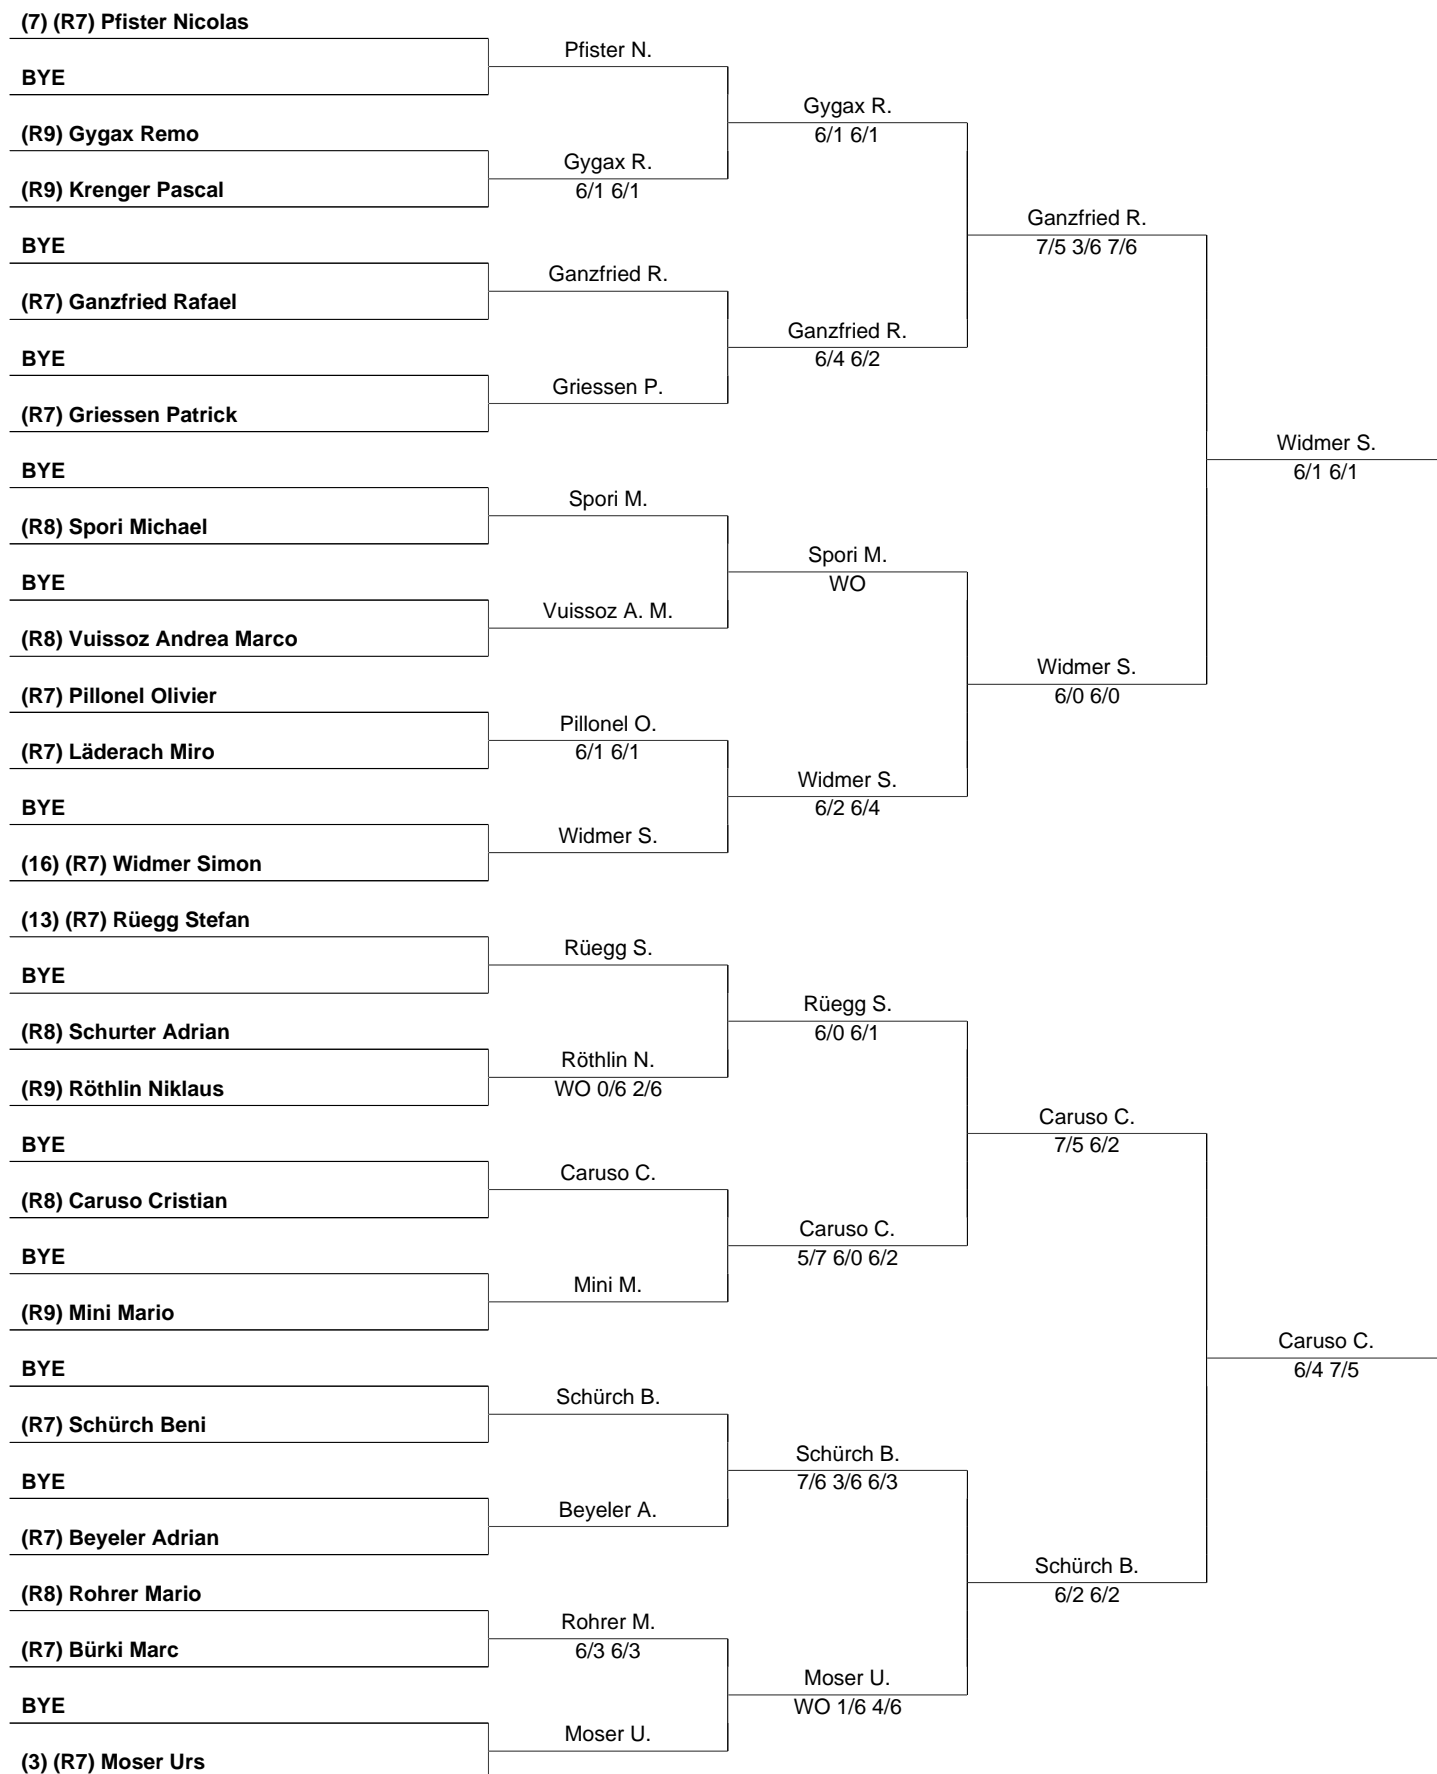 (7) (R7) Pfister Nicolas
Pfister N.
BYE
Gygax R.
6/1 6/1
(R9) Gygax Remo
Gygax R.
6/1 6/1
(R9) Krenger Pascal
Ganzfried R.
7/5 3/6 7/6
BYE
Ganzfried R.
(R7) Ganzfried Rafael
Ganzfried R.
6/4 6/2
BYE
Griessen P.
(R7) Griessen Patrick
Widmer S.
6/1 6/1
BYE
Spori M.
(R8) Spori Michael
Spori M.
WO
BYE
Vuissoz A. M.
(R8) Vuissoz Andrea Marco
Widmer S.
6/0 6/0
(R7) Pillonel Olivier
Pillonel O.
6/1 6/1
(R7) Läderach Miro
Widmer S.
6/2 6/4
BYE
Widmer S.
(16) (R7) Widmer Simon
(13) (R7) Rüegg Stefan
Rüegg S.
BYE
Rüegg S.
6/0 6/1
(R8) Schurter Adrian
Röthlin N.
WO 0/6 2/6
(R9) Röthlin Niklaus
Caruso C.
7/5 6/2
BYE
Caruso C.
(R8) Caruso Cristian
Caruso C.
5/7 6/0 6/2
BYE
Mini M.
(R9) Mini Mario
Caruso C.
6/4 7/5
BYE
Schürch B.
(R7) Schürch Beni
Schürch B.
7/6 3/6 6/3
BYE
Beyeler A.
(R7) Beyeler Adrian
Schürch B.
6/2 6/2
(R8) Rohrer Mario
Rohrer M.
6/3 6/3
(R7) Bürki Marc
Moser U.
WO 1/6 4/6
BYE
Moser U.
(3) (R7) Moser Urs